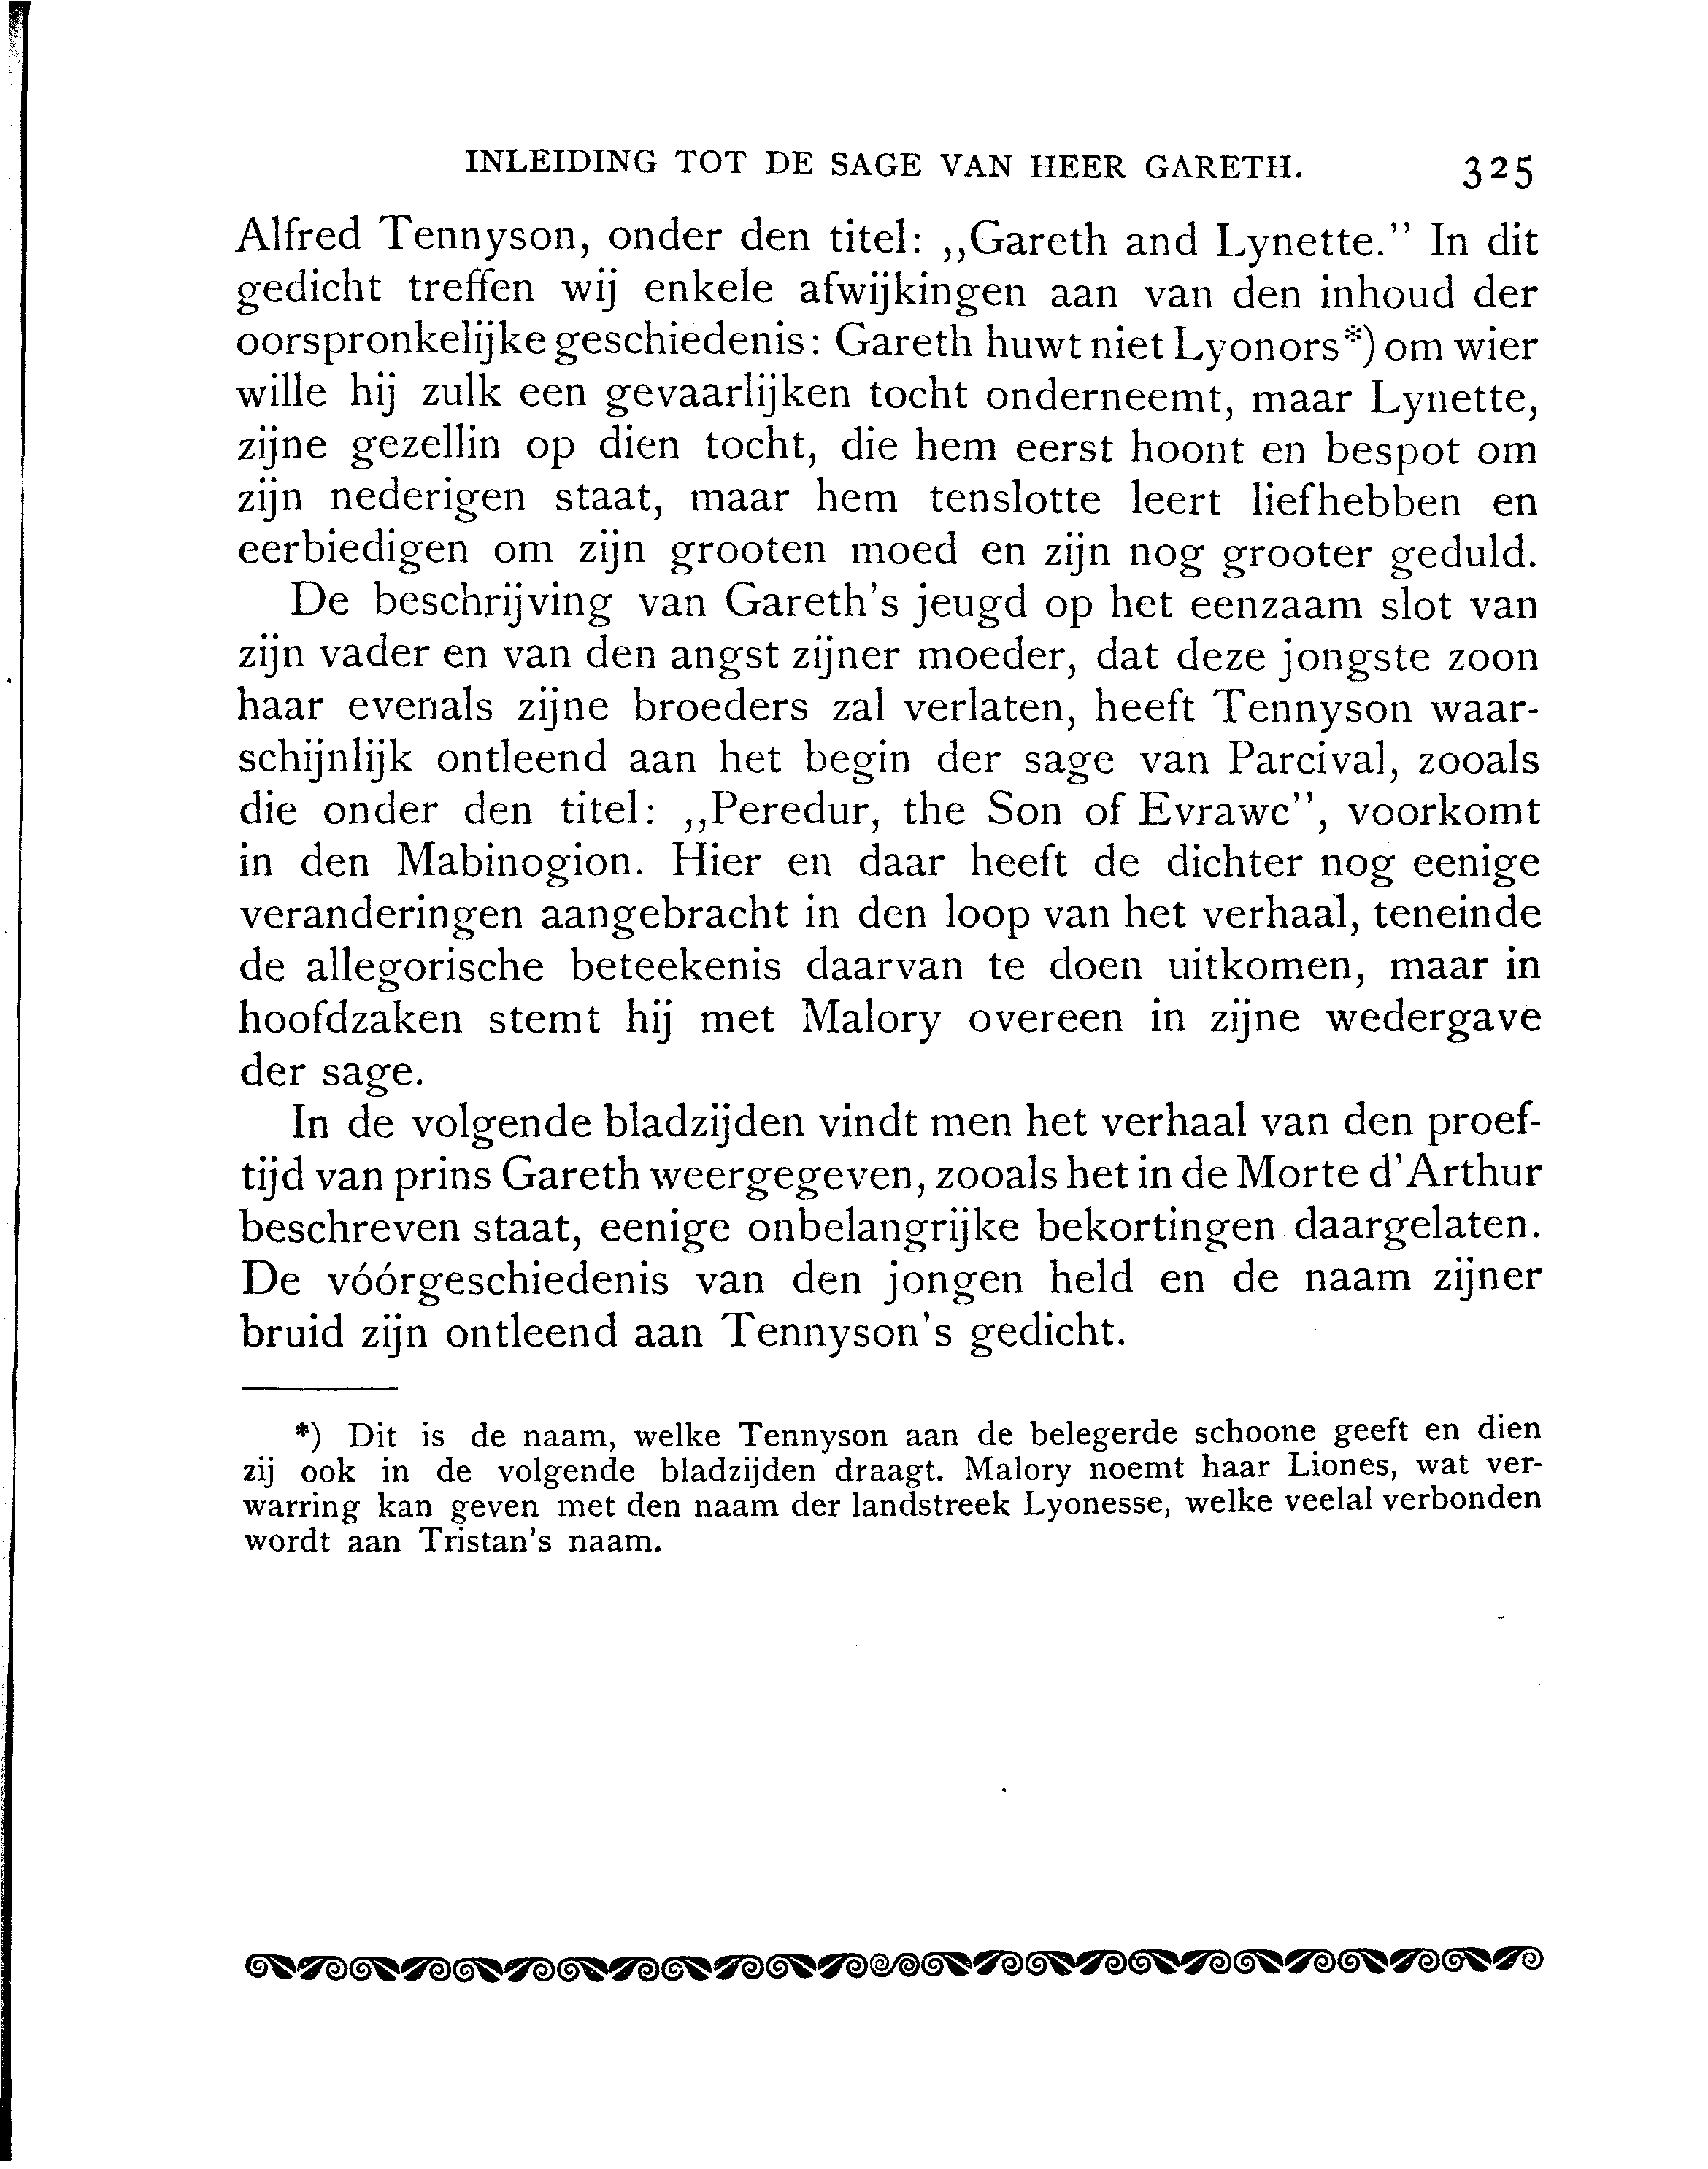 INLEIDING TOT DE SAGE VAN HEER GARETH. 325
Alfred Tennyson, onder den titel: ,,Gareth and Lynette.'' In dit
gedicht treffen wij enkele afwijkingen aan van den inhoud der
oorspronkelijke geschiedenis: Gareth huwt niet Lyonors*) om wier
wille hij zulk een gevaarlijken tocht onderneemt, maar Lynette,
zijne gezellin op dien tocht, die hem eerst hoont en bespot om
zijn nederigen staat, maar hem tenslotte leert liefhebben en
eerbiedigen om zijn grooten moed en zijn nog grooter geduld.
De beschrijving van Gareth's jeugd op het eenzaam slot van
zijn vader en van den angst zijner moeder, dat deze jongste zoon
haar evenals zijne broeders zal verlaten, heeft Tennyson waar-
schijnlijk ontleend aan het begin der sage van Parcival, zooals
die onder den titel: ,,Peredur, the Son of Evrawc'', voorkomt
in den Mabinogion. Hier en daar heeft de dichter nog eenige
veranderingen aangebracht in den loop van het verhaal, teneinde
de allegorische beteekenis daarvan te doen uitkomen, maar in
hoofdzaken stemt hij met Malory overeen in zijne wedergave
der sage.
In de volgende bladzijden vindt men het verhaal van den proef-
tijd van prins Gareth weergegeven, zooals het in de Morte d'Arthur
beschreven staat, eenige onbelangrijke bekortingen daargelaten.
De vóórgeschiedenis van den jongen held en de naam zijner
bruid zijn ontleend aan Tennyson's gedicht.
*) Dit is de naam, welke Tennyson aan de belegerde schoone geeft en dien
zij ook in de volgende bladzijden draagt. Malory noemt haar Liones, wat ver-
warring kan geven met den naam der landstreek Lyonesse, welke veelal verbonden
wordt aan Tristan's naam.